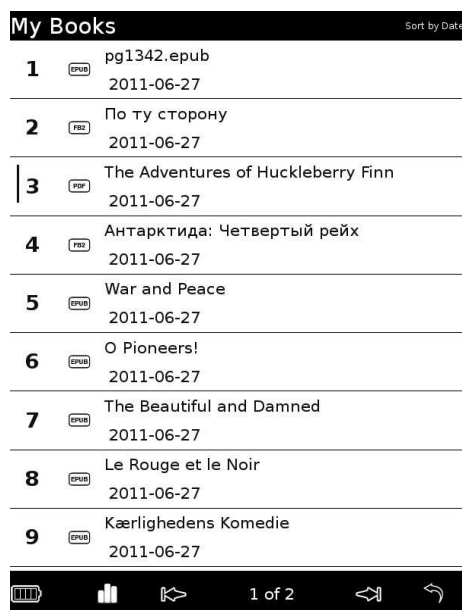 My Books
Sort by Date
1
EPUB
pg1342.epub
2011-06-27
2
FB2
По ту сторону
2011-06-27
3
PDF
The Adventures of Huckleberry Finn
2011-06-27
4
FB2
Антарктида: Четвертый рейх
2011-06-27
5
EPUB
War and Peace
2011-06-27
6
EPUB
O Pioneers!
2011-06-27
7
EPUB
The Beautiful and Damned
2011-06-27
8
EPUB
Le Rouge et le Noir
2011-06-27
9
EPUB
Kærlighedens Komedie
2011-06-27
1 of 2